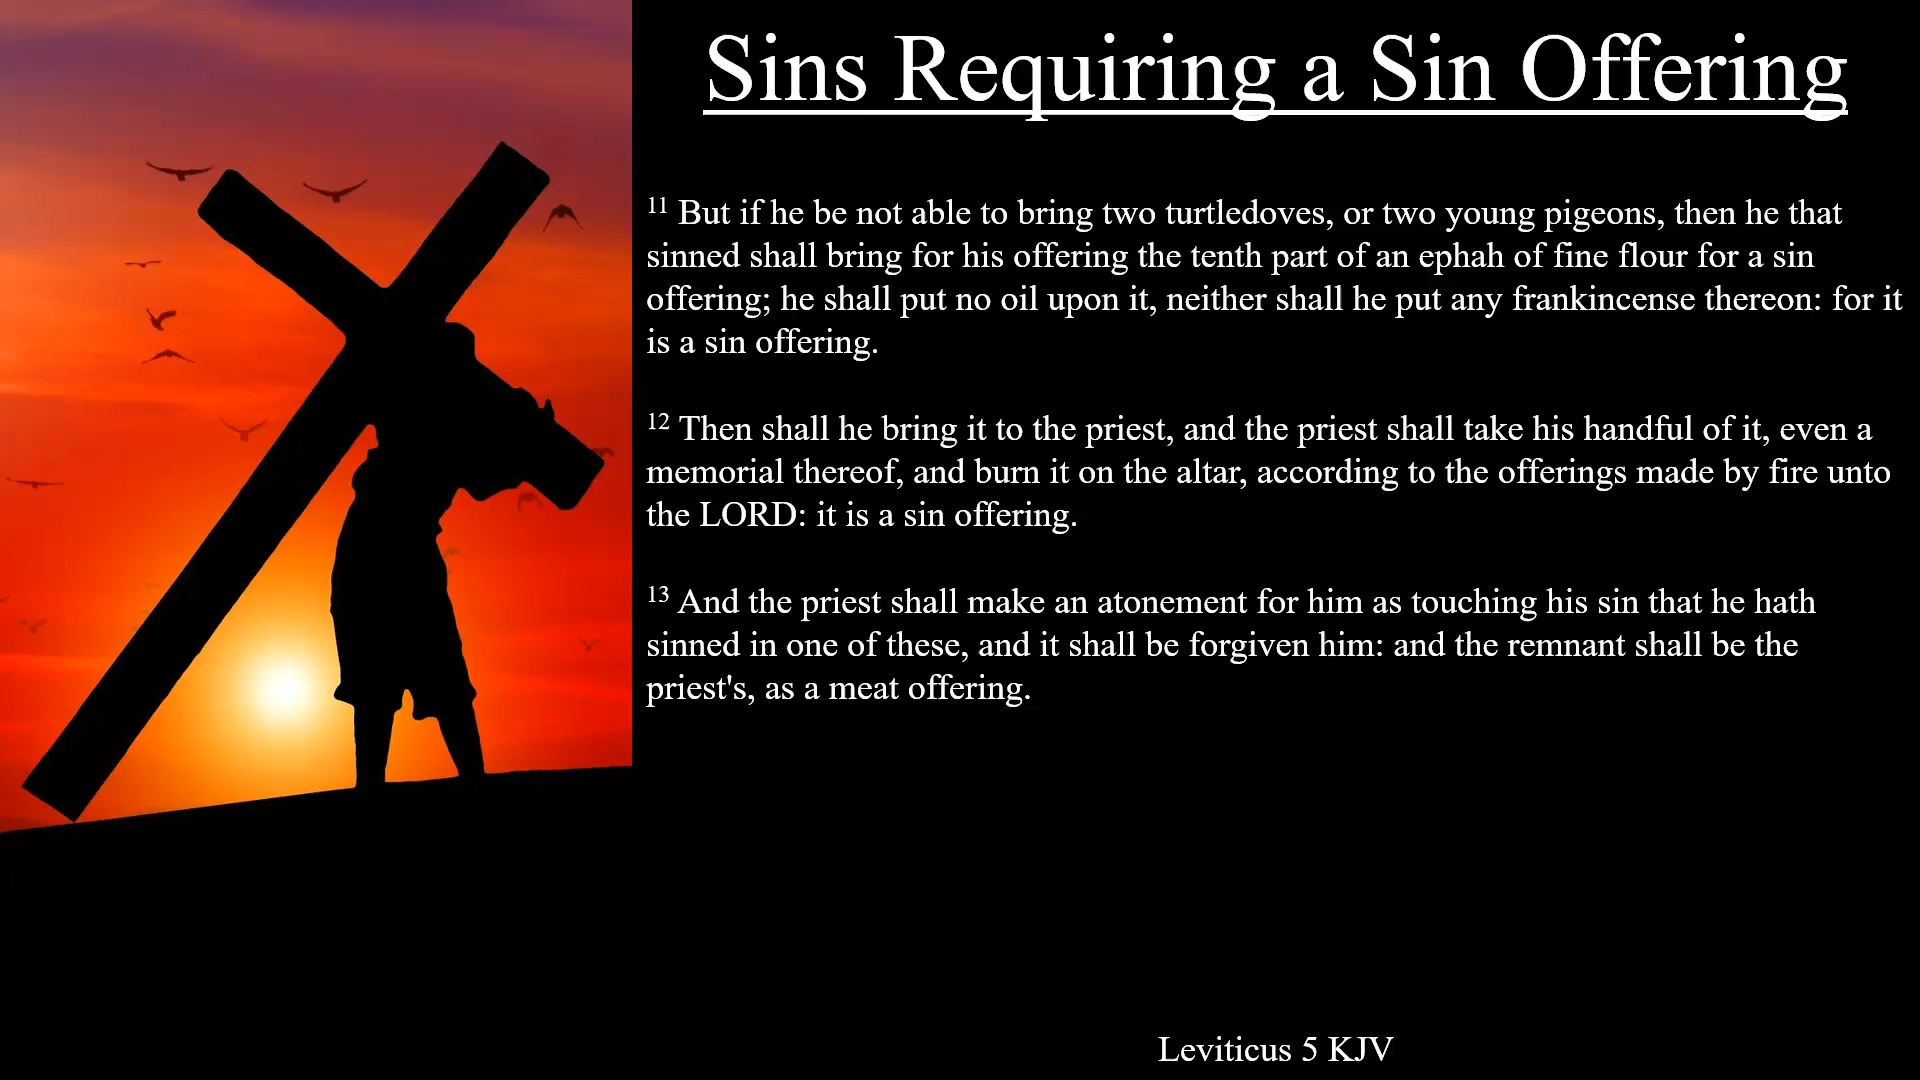 Sins Requiring a Sin Offering
11 But if he be not able to bring two turtledoves, or two young pigeons, then he that
sinned shall bring for his offering the tenth part of an ephah of fine flour for a sin
offering; he shall put no oil upon it, neither shall he put any frankincense thereon: for it
is a sin offering.
12 Then shall he bring it to the priest, and the priest shall take his handful of it, even a
memorial thereof, and burn it on the altar, according to the offerings made by fire unto
the LORD: it is a sin offering.
13 And the priest shall make an atonement for him as touching his sin that he hath
sinned in one of these, and it shall be forgiven him: and the remnant shall be the
priest's, as a meat offering.
Leviticus 5 KJV